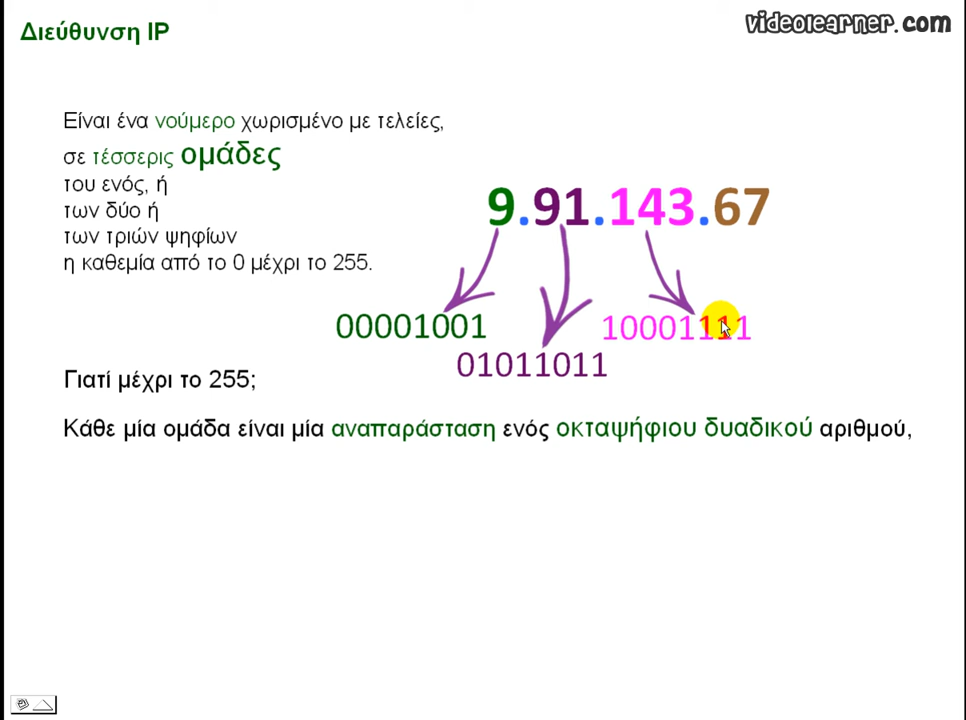 Διεύθυνση IP
videolearner.com
Είναι ένα νούμερο χωρισμένο με τελείες,
σε τέσσερις ομάδες
του ενός, ή
των δύο ή
των τριών ψηφίων
η καθεμία από το 0 μέχρι το 255.
9.91.143.67
00001001
10001111
01011011
Γιατί μέχρι το 255;
Κάθε μία ομάδα είναι μία αναπαράσταση ενός οκταψήφιου δυαδικού αριθμού,